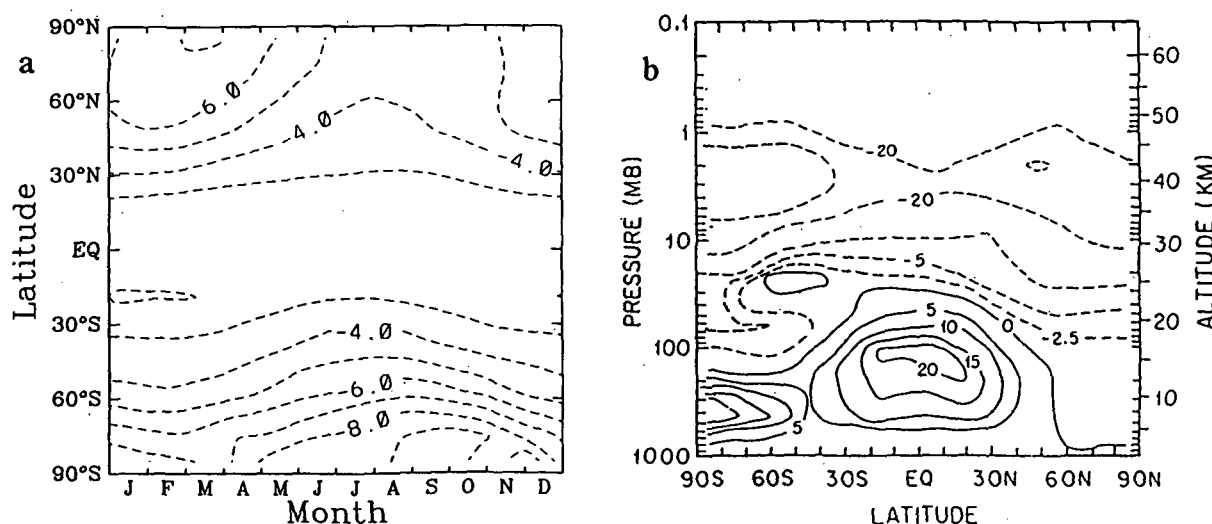 a
90°N
60°N
30°N
EQ
30°S
60°S
90°S
Latitude
6.0
4.0
4.0
4.0
6.0
8.0
J F M A M J J A S O N D
Month
b
0.1
1
10
100
1000
PRESSURE (MB)
-20
-20
-5
5
10
0
15
20
-2.5
5
60
50
40
30
20
10
ALTITUDE (KM)
90S 60S 30S EQ 30N 60N 90N
LATITUDE